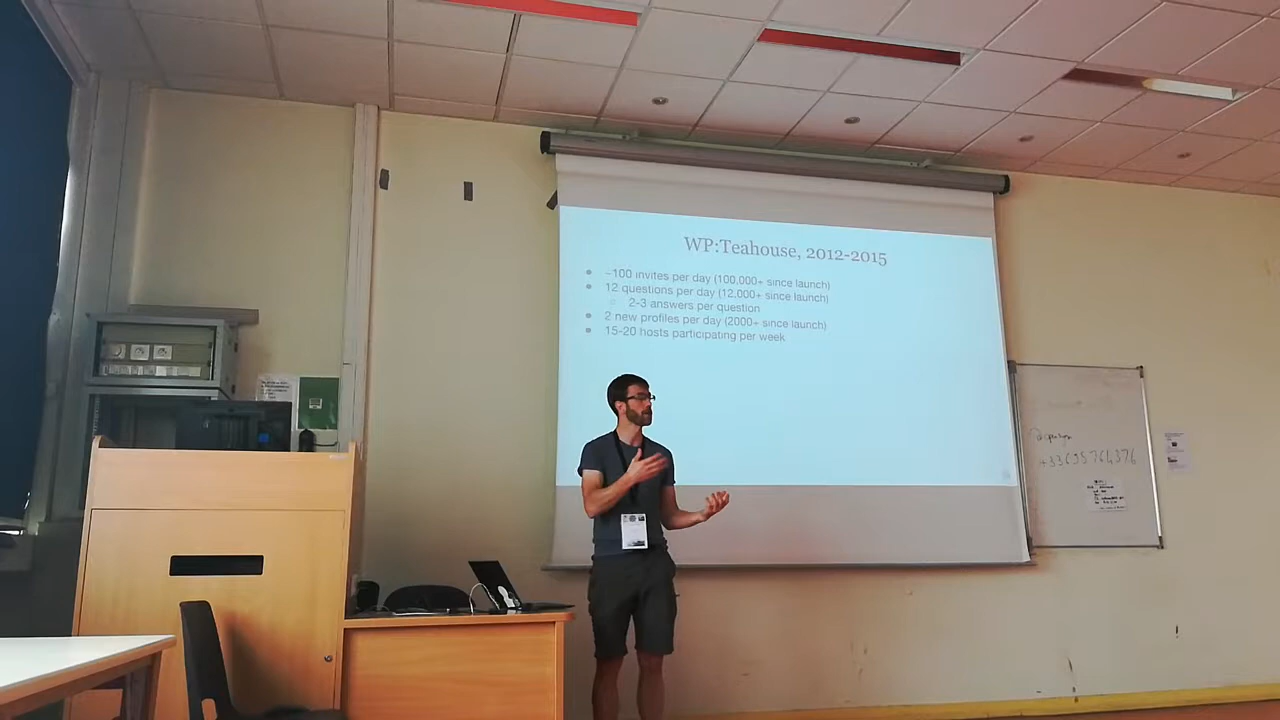 WP:Teahouse, 2012-2015
~100 invites per day (100,000+ since launch)
12 questions per day (12,000+ since launch)
2-3 answers per question
2 new profiles per day (2000+ since launch)
15-20 hosts participating per week